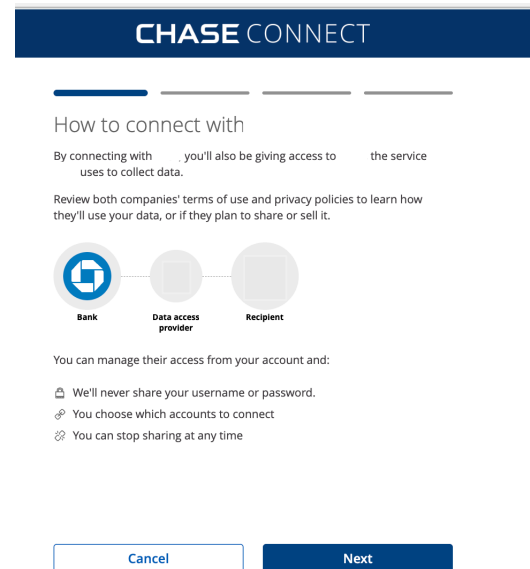 CHASE CONNECT
How to connect with
By connecting with , you'll also be giving access to the service
uses to collect data.
Review both companies' terms of use and privacy policies to learn how
they'll use your data, or if they plan to share or sell it.
Bank Data access Recipient
provider
You can manage their access from your account and:
We'll never share your username or password.
You choose which accounts to connect
You can stop sharing at any time
Cancel Next